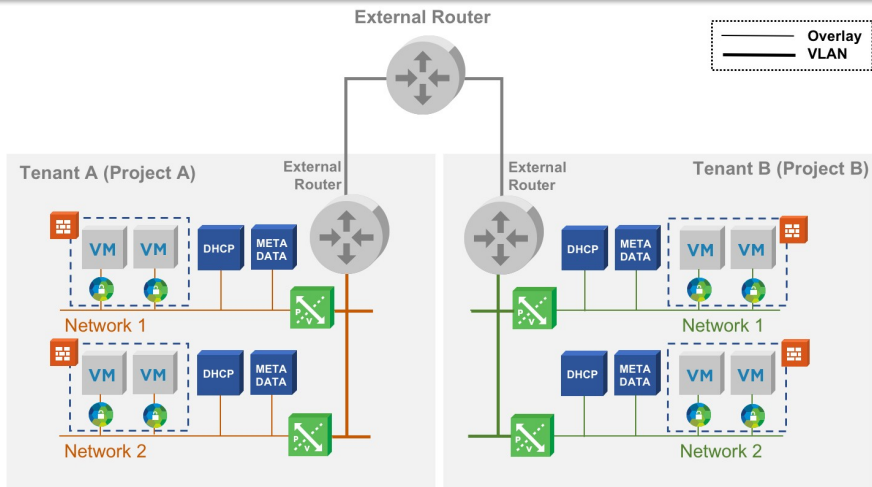 External Router
Overlay
VLAN
Tenant A (Project A)
External
Router
VM VM
DHCP
META
DATA
P V
Network 1
VM VM
DHCP
META
DATA
P V
Network 2
Tenant B (Project B)
External
Router
P V
DHCP
META
DATA
VM VM
Network 1
P V
DHCP
META
DATA
VM VM
Network 2